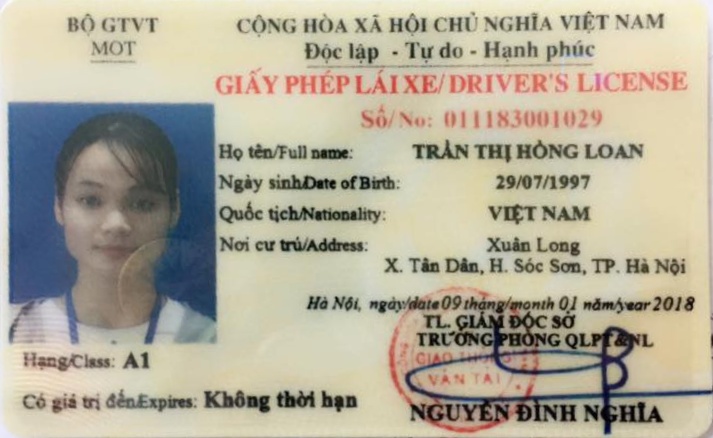 BỘ GTVT
MOT
CỘNG HÒA XÃ HỘI CHỦ NGHĨA VIỆT NAM
Độc lập - Tự do - Hạnh phúc
GIẤY PHÉP LÁI XE/ DRIVER'S LICENSE
Số/ No: 011183001029
Họ tên/Full name: TRẦN THỊ HỒNG LOAN
Ngày sinh/Date of Birth: 29/07/1997
Quốc tịch/Nationality: VIỆT NAM
Nơi cư trú/Address: Xuân Long
X. Tân Dân, H. Sóc Sơn, TP. Hà Nội
Hà Nội, ngày/date 09 tháng/month 01 năm/year 2018
TL. GIÁM ĐỐC SỞ
TRƯỞNG PHÒNG QLPT&NL
GIAO THÔNG
VẬN TẢI
Hạng/Class: A1
Có giá trị đến/Expires: Không thời hạn
NGUYỄN ĐÌNH NGHĨA